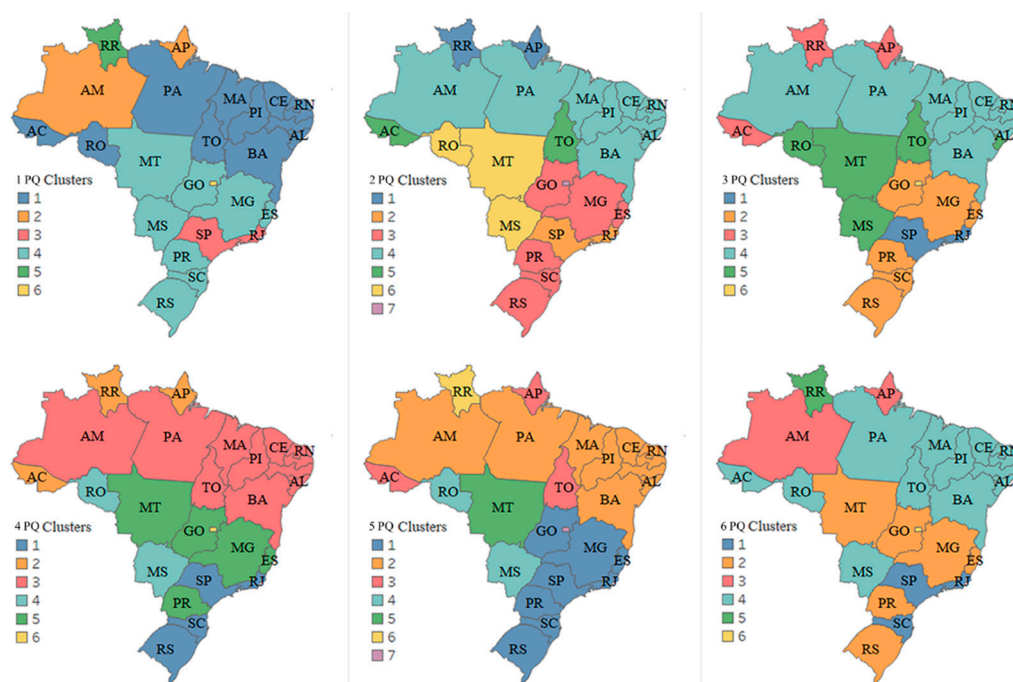 RR
AP
AM
PA
MA
CE
RN
PI
AC
RO
TO
AL
BA
MT
GO
MG
ES
MS
SP
RJ
PR
SC
RS
1 PQ Clusters
1
2
3
4
5
6
RR
AP
AM
PA
MA
CE
RN
PI
AC
RO
TO
AL
BA
MT
GO
MG
ES
MS
SP
RJ
PR
SC
RS
2 PQ Clusters
1
2
3
4
5
6
7
RR
AP
AM
PA
MA
CE
RN
PI
AC
RO
TO
AL
BA
MT
GO
MG
ES
MS
SP
RJ
PR
SC
RS
3 PQ Clusters
1
2
3
4
5
6
RR
AP
AM
PA
MA
CE
RN
PI
AC
RO
TO
AL
BA
MT
GO
MG
ES
MS
SP
RJ
PR
SC
RS
4 PQ Clusters
1
2
3
4
5
6
RR
AP
AM
PA
MA
CE
RN
PI
AC
RO
TO
AL
BA
MT
GO
MG
ES
MS
SP
RJ
PR
SC
RS
5 PQ Clusters
1
2
3
4
5
6
7
RR
AP
AM
PA
MA
CE
RN
PI
AC
RO
TO
AL
BA
MT
GO
MG
ES
MS
SP
RJ
PR
SC
RS
6 PQ Clusters
1
2
3
4
5
6